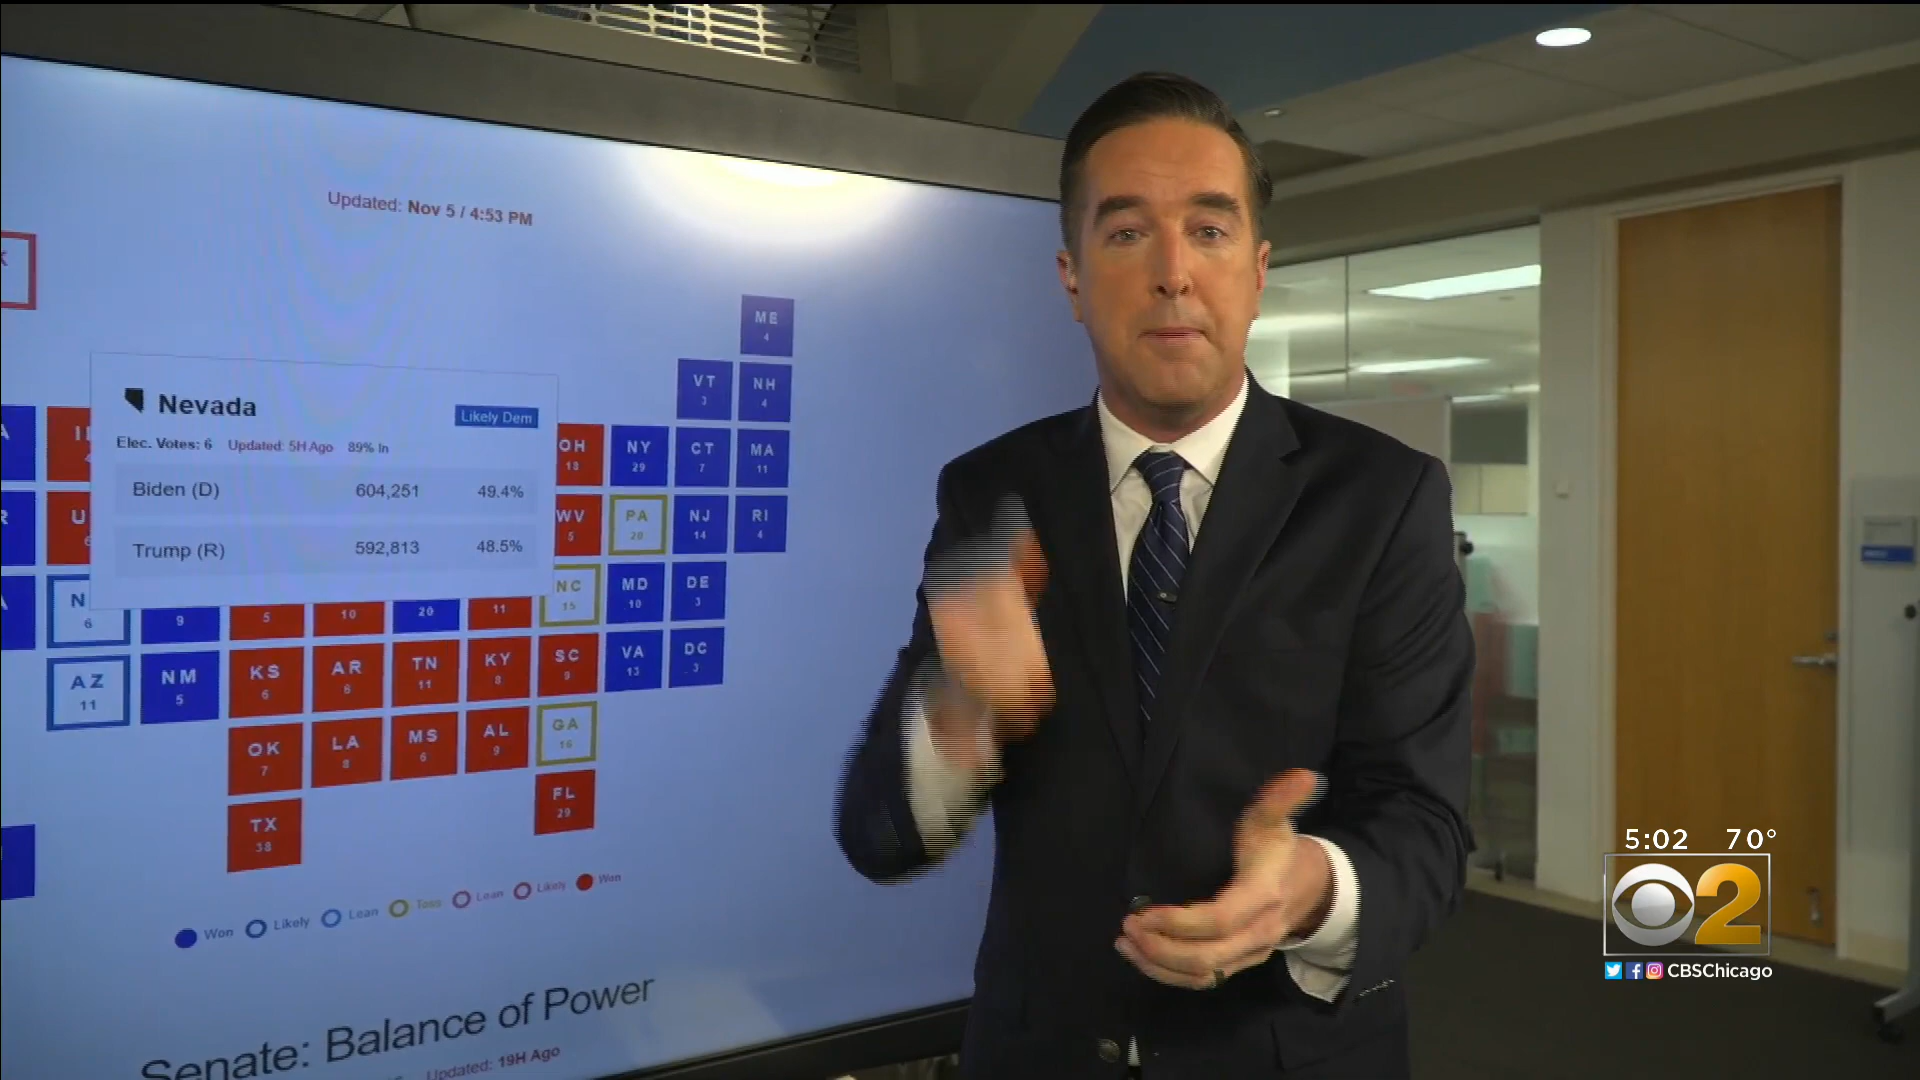 Updated: Nov 5 / 4:53 PM
K
ME
4
VT
3
NH
4
Nevada
Likely Dem
Elec. Votes: 6 Updated: 5H Ago 89% In
Biden (D) 604,251 49.4%
Trump (R) 592,813 48.5%
OH
18
NY
29
CT
7
MA
11
WV
5
PA
20
NJ
14
RI
4
N
6
9
5
10
20
11
NC
15
MD
10
DE
3
AZ
11
NM
5
KS
6
AR
6
TN
11
KY
8
SC
9
VA
13
DC
3
OK
7
LA
8
MS
6
AL
9
GA
16
TX
38
FL
29
Won Likely Lean Toss Lean Likely Won
Senate: Balance of Power
Updated: 19H Ago
5:02 70°
2
CBSChicago